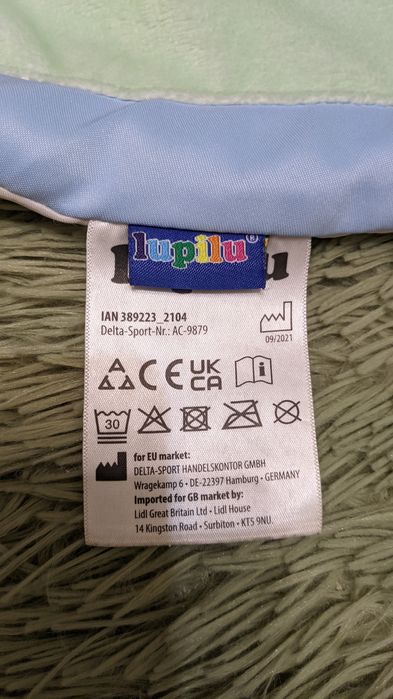 lupilu®
IAN 389223_2104
Delta-Sport-Nr.: AC-9879
09/2021
CE UK
CA
30
for EU market:
DELTA-SPORT HANDELSKONTOR GMBH
Wragekamp 6 • DE-22397 Hamburg • GERMANY
Imported for GB market by:
Lidl Great Britain Ltd • Lidl House
14 Kingston Road • Surbiton • KT5 9NU.